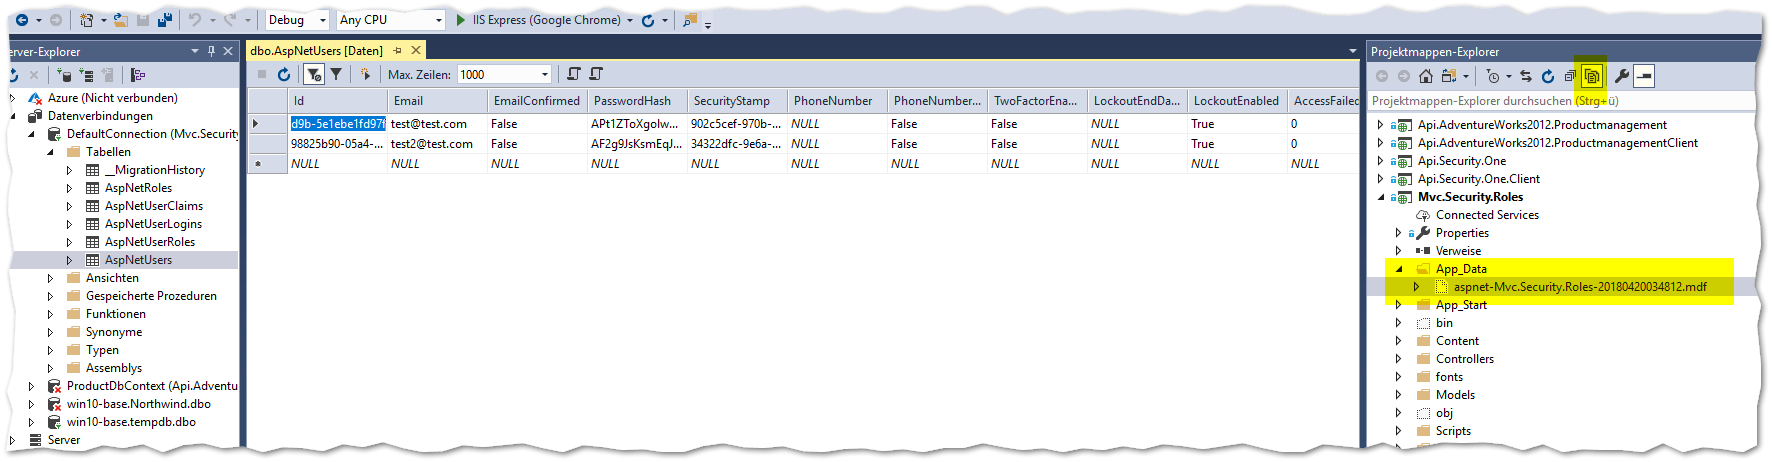 Debug
Any CPU
IIS Express (Google Chrome)
erver-Explorer
Azure (Nicht verbunden)
Datenverbindungen
DefaultConnection (Mvc.Security
Tabellen
__MigrationHistory
AspNetRoles
AspNetUserClaims
AspNetUserLogins
AspNetUserRoles
AspNetUsers
Ansichten
Gespeicherte Prozeduren
Funktionen
Synonyme
Typen
Assemblys
ProductDbContext (Api.Adventu
win10-base.Northwind.dbo
win10-base.tempdb.dbo
Server
dbo.AspNetUsers [Daten]
Max. Zeilen: 1000
Id Email EmailConfirmed PasswordHash SecurityStamp PhoneNumber PhoneNumber... TwoFactorEna... LockoutEndDa... LockoutEnabled AccessFailed
d9b-5e1ebe1fd97f test@test.com False APt1ZToXgolw... 902c5cef-970b-... NULL False False NULL True 0
98825b90-05a4-... test2@test.com False AF2g9JsKsmEqJ... 34322dfc-9e6a-... NULL False False NULL True 0
NULL NULL NULL NULL NULL NULL NULL NULL NULL NULL NULL
Projektmappen-Explorer
Projektmappen-Explorer durchsuchen (Strg+ü)
Api.AdventureWorks2012.Productmanagement
Api.AdventureWorks2012.ProductmanagementClient
Api.Security.One
Api.Security.One.Client
Mvc.Security.Roles
Connected Services
Properties
Verweise
App_Data
aspnet-Mvc.Security.Roles-20180420034812.mdf
App_Start
bin
Content
Controllers
fonts
Models
obj
Scripts